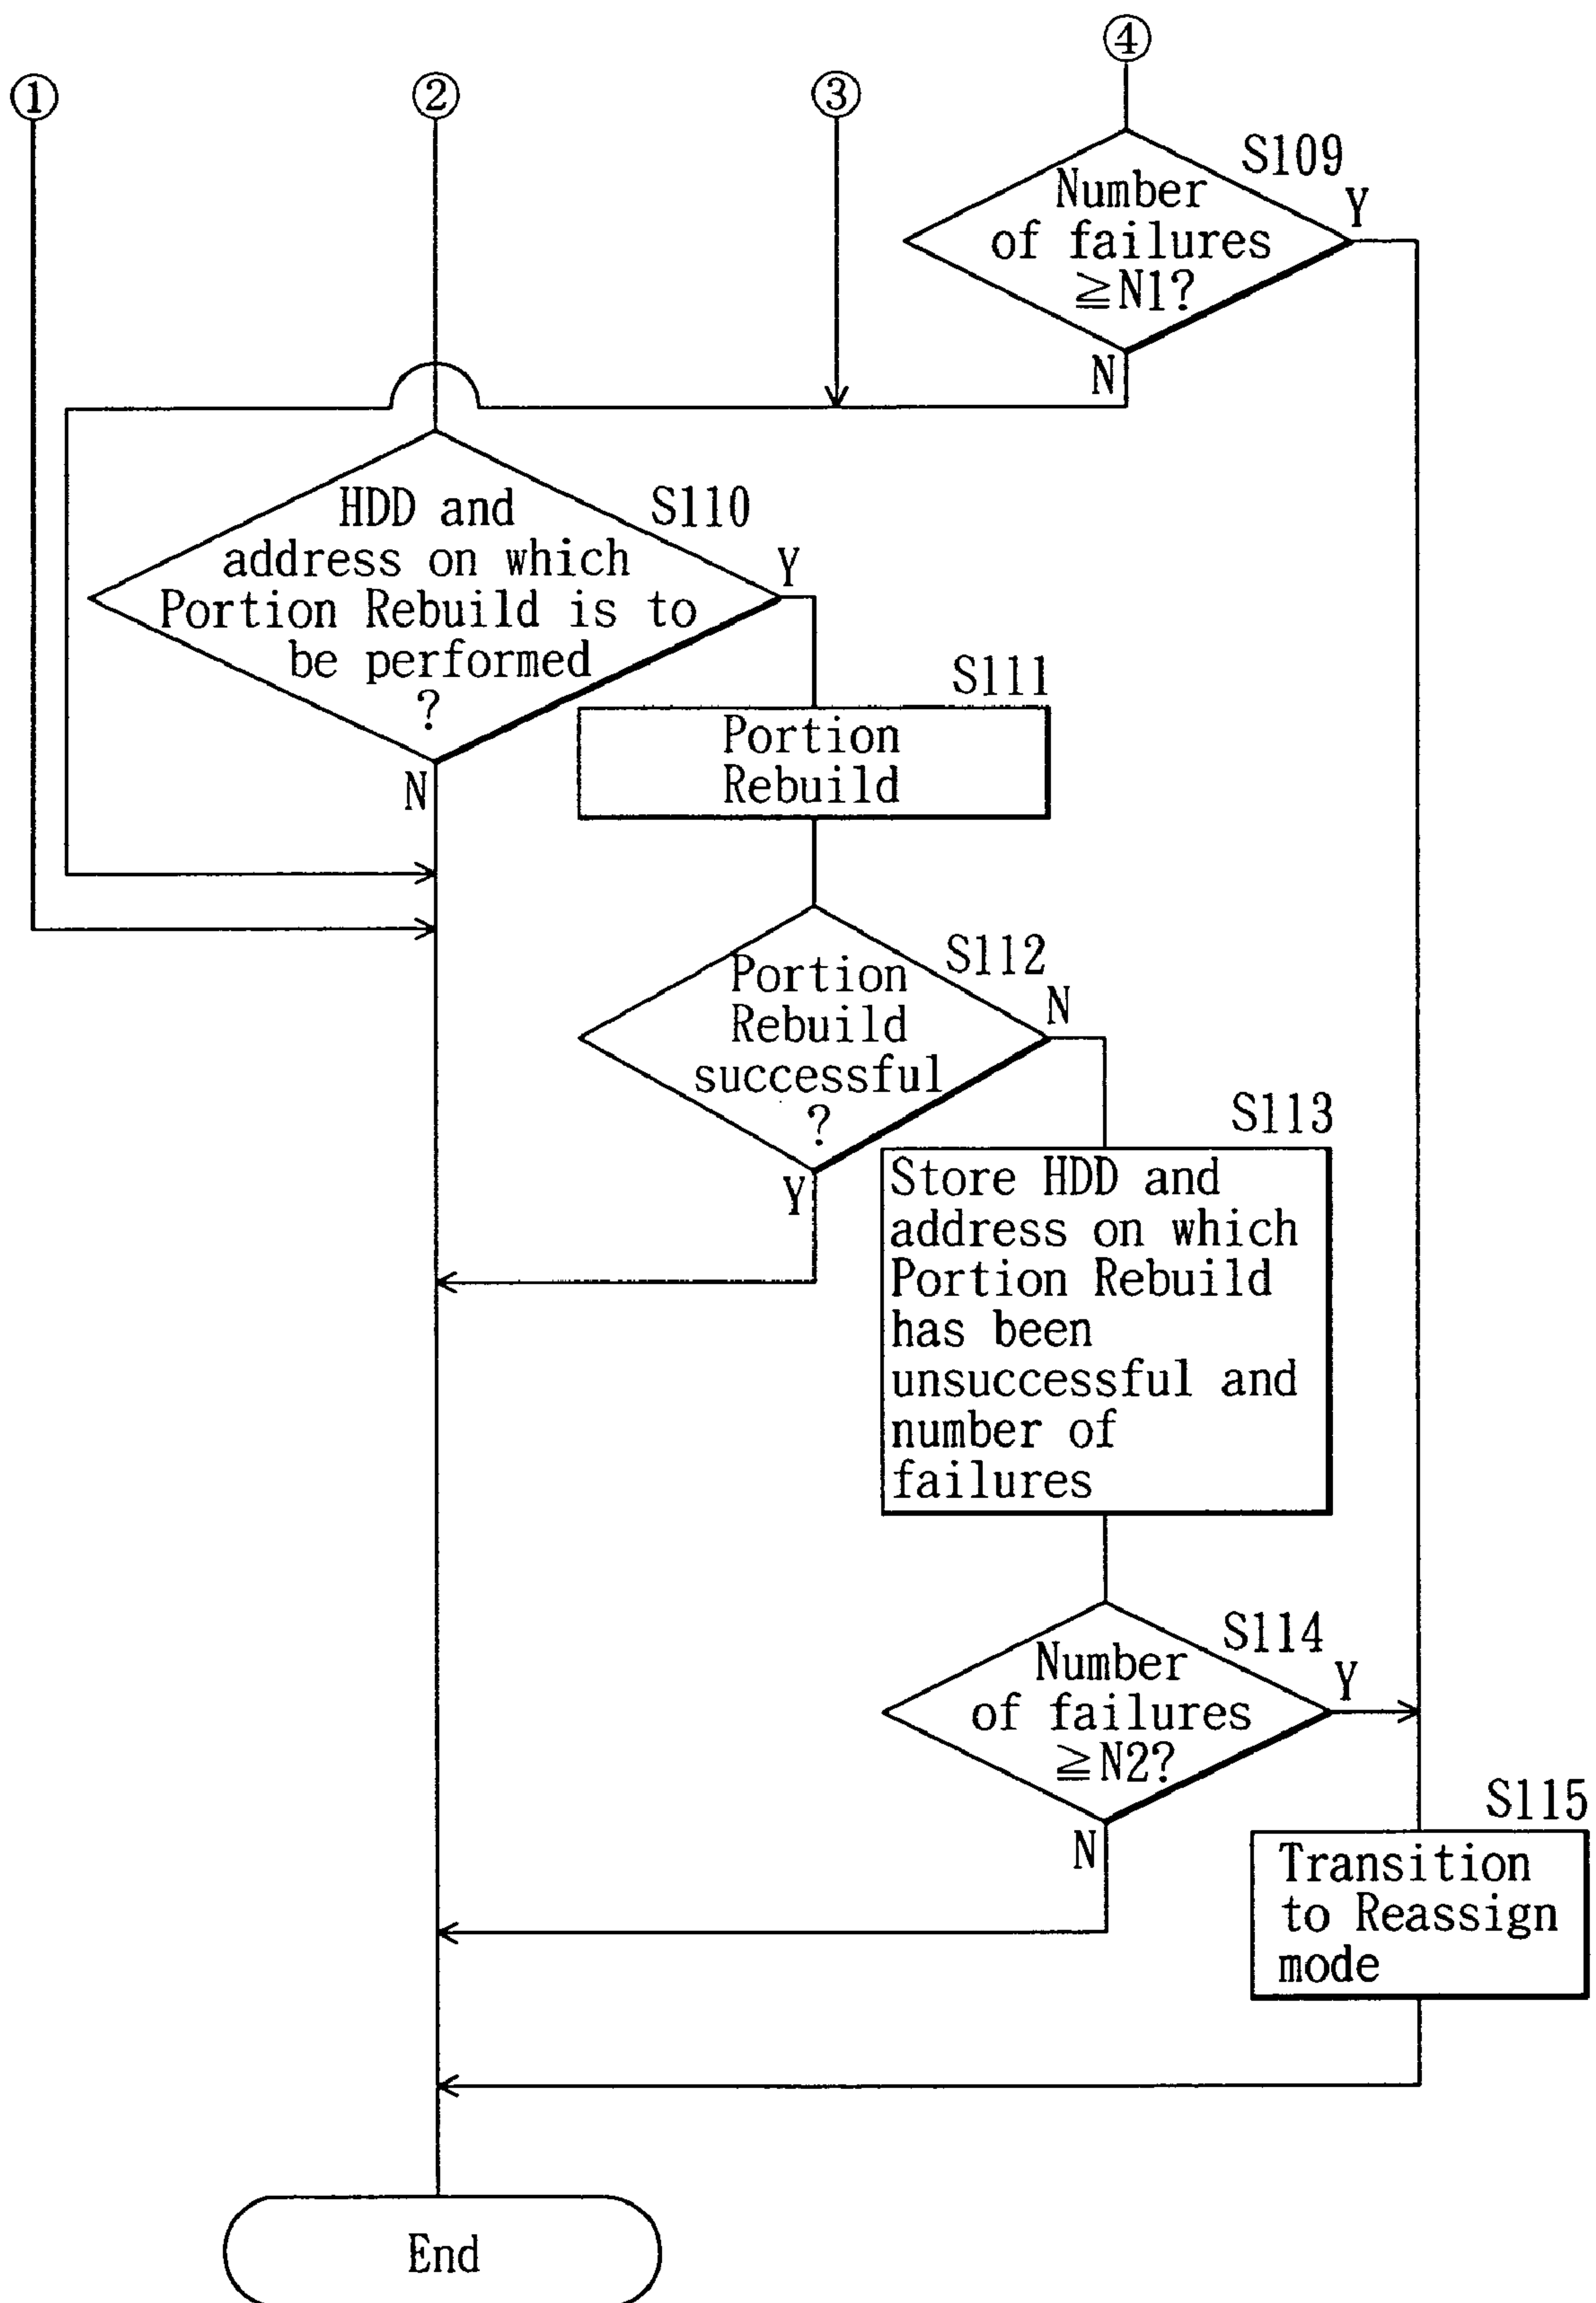 ④
①
②
③
S109
Number
of failures
≧N1?
Y
N
S110
HDD and
address on which
Portion Rebuild is to
be performed
?
Y
N
S111
Portion
Rebuild
S112
Portion
Rebuild
successful
?
N
Y
S113
Store HDD and
address on which
Portion Rebuild
has been
unsuccessful and
number of
failures
S114
Number
of failures
≧N2?
Y
N
S115
Transition
to Reassign
mode
End